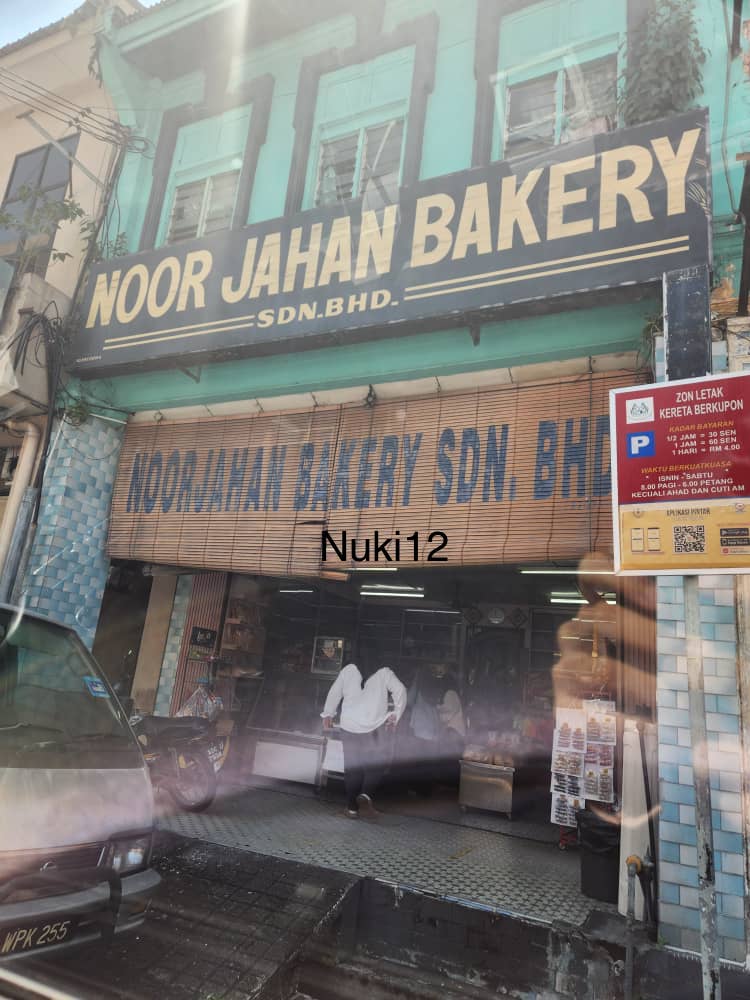 NOOR JAHAN BAKERY
SDN.BHD.
NOORJAHAN BAKERY SDN. BHD
Nuki12
ZON LETAK
KERETA BERKUPON
P
KADAR BAYARAN
1/2 JAM = 30 SEN
1 JAM = 60 SEN
1 HARI = RM 4.00
WAKTU BERKUATKUASA
ISNIN - SABTU
8.00 PAGI - 6.00 PETANG
KECUALI AHAD DAN CUTI AM
APLIKASI PINTAR
WPK 255